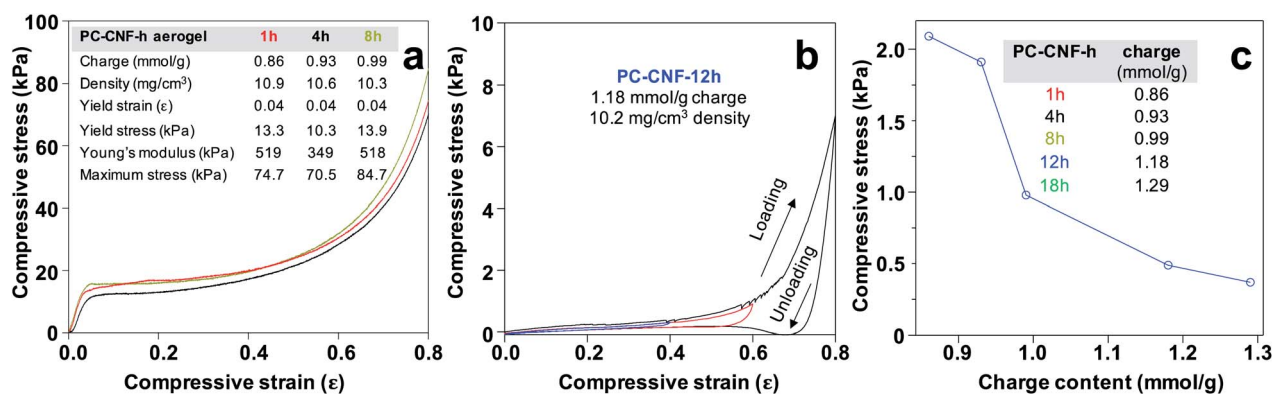 a
PC-CNF-h aerogel 1h 4h 8h
Charge (mmol/g) 0.86 0.93 0.99
Density (mg/cm³) 10.9 10.6 10.3
Yield strain (ε) 0.04 0.04 0.04
Yield stress (kPa) 13.3 10.3 13.9
Young's modulus (kPa) 519 349 518
Maximum stress (kPa) 74.7 70.5 84.7
Compressive stress (kPa)
100
80
60
40
20
0
0.0 0.2 0.4 0.6 0.8
Compressive strain (ε)
b
PC-CNF-12h
1.18 mmol/g charge
10.2 mg/cm³ density
Loading
Unloading
Compressive stress (kPa)
10
8
6
4
2
0
0.0 0.2 0.4 0.6 0.8
Compressive strain (ε)
c
PC-CNF-h charge
(mmol/g)
1h 0.86
4h 0.93
8h 0.99
12h 1.18
18h 1.29
Compressive stress (kPa)
2.0
1.5
1.0
0.5
0
0.9 1.0 1.1 1.2 1.3
Charge content (mmol/g)